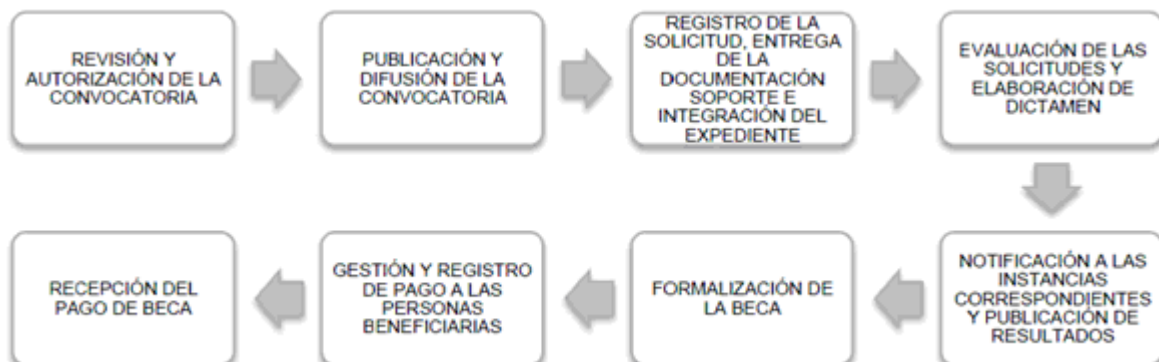 REVISIÓN Y
AUTORIZACIÓN DE LA
CONVOCATORIA
PUBLICACIÓN Y
DIFUSIÓN DE LA
CONVOCATORIA
REGISTRO DE LA
SOLICITUD, ENTREGA
DE LA
DOCUMENTACIÓN
SOPORTE E
INTEGRACIÓN DEL
EXPEDIENTE
EVALUACIÓN DE LAS
SOLICITUDES Y
ELABORACIÓN DE
DICTAMEN
NOTIFICACIÓN A LAS
INSTANCIAS
CORRESPONDIENTES
Y PUBLICACIÓN DE
RESULTADOS
FORMALIZACIÓN DE
LA BECA
GESTIÓN Y REGISTRO
DE PAGO A LAS
PERSONAS
BENEFICIARIAS
RECEPCIÓN DEL
PAGO DE BECA